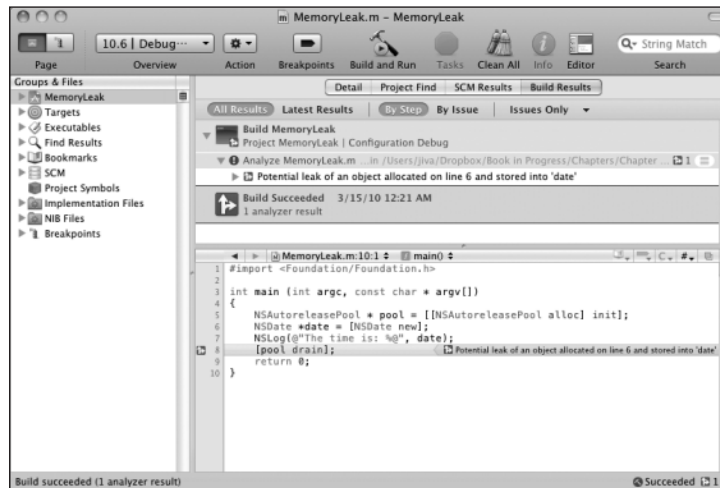 MemoryLeak.m – MemoryLeak
10.6 | Debug...
String Match
Page
Overview
Action
Breakpoints
Build and Run
Tasks
Clean All
Info
Editor
Search
Groups & Files
MemoryLeak
Targets
Executables
Find Results
Bookmarks
SCM
Project Symbols
Implementation Files
NIB Files
Breakpoints
Detail
Project Find
SCM Results
Build Results
All Results
Latest Results
By Step
By Issue
Issues Only
Build MemoryLeak
Project MemoryLeak | Configuration Debug
Analyze MemoryLeak.m ...in /Users/jiva/Dropbox/Book in Progress/Chapters/Chapter ... 1
Potential leak of an object allocated on line 6 and stored into 'date'
Build Succeeded 3/15/10 12:21 AM
1 analyzer result
MemoryLeak.m:10:1 main() C #
1 #import <Foundation/Foundation.h>
2
3 int main (int argc, const char * argv[])
4 {
5 NSAutoreleasePool * pool = [[NSAutoreleasePool alloc] init];
6 NSDate *date = [NSDate new];
7 NSLog(@"The time is: %@", date);
8 [pool drain]; Potential leak of an object allocated on line 6 and stored into 'date'
9 return 0;
10 }
Build succeeded (1 analyzer result)
Succeeded 1